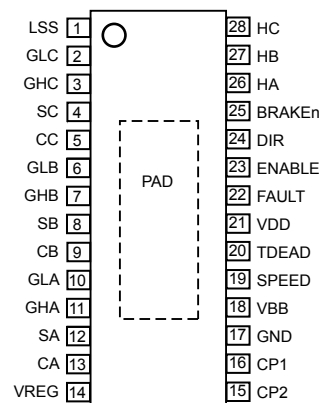 LSS 1 28 HC
GLC 2 27 HB
GHC 3 26 HA
SC 4 25 BRAKEn
CC 5 24 DIR
GLB 6 23 ENABLE
GHB 7 PAD 22 FAULT
SB 8 21 VDD
CB 9 20 TDEAD
GLA 10 19 SPEED
GHA 11 18 VBB
SA 12 17 GND
CA 13 16 CP1
VREG 14 15 CP2